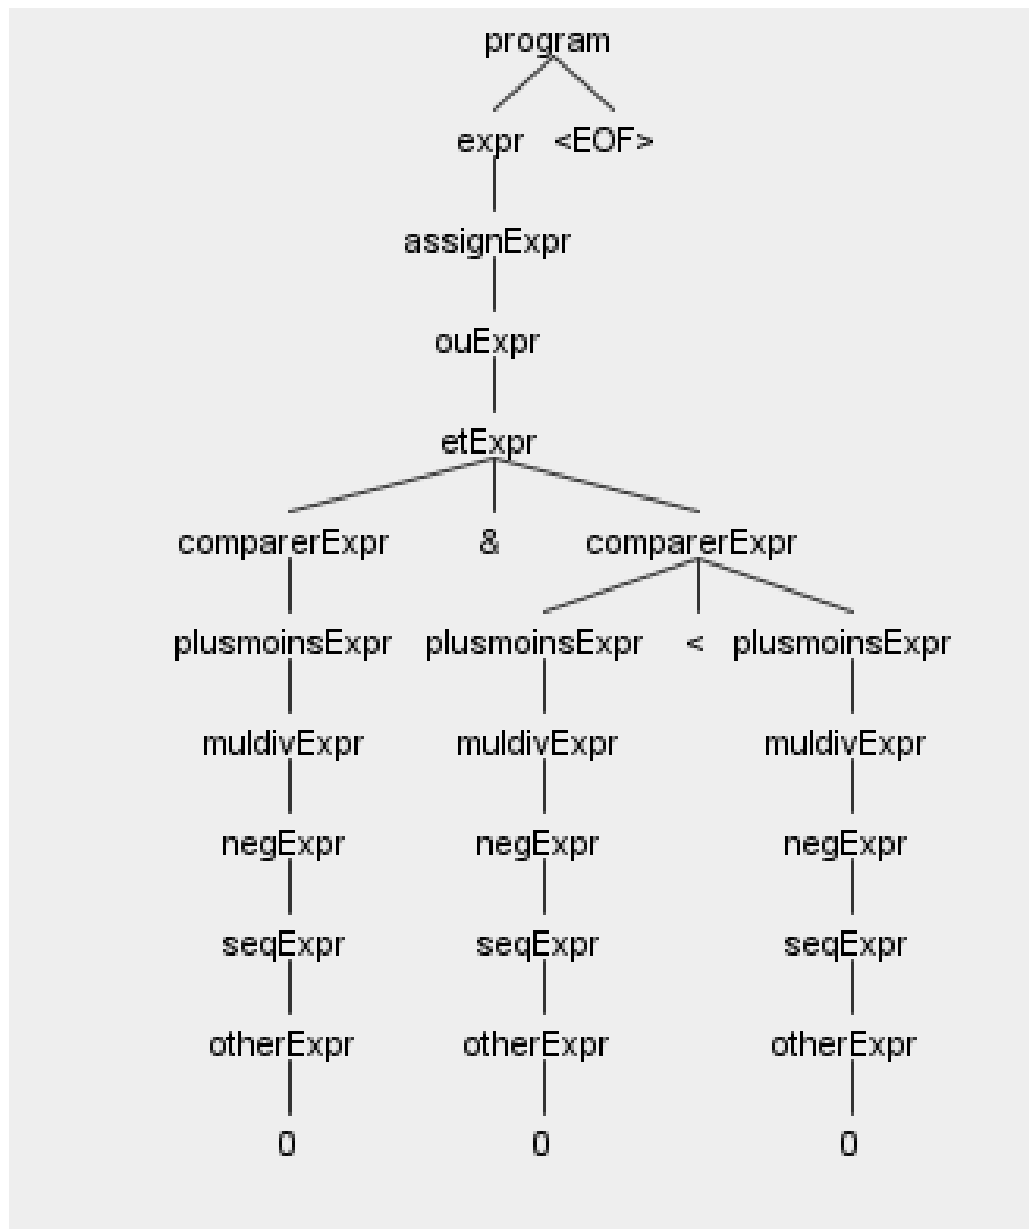 program
expr <EOF>
assignExpr
ouExpr
etExpr
comparerExpr & comparerExpr
plusmoinsExpr plusmoinsExpr < plusmoinsExpr
muldivExpr muldivExpr muldivExpr
negExpr negExpr negExpr
seqExpr seqExpr seqExpr
otherExpr otherExpr otherExpr
0 0 0